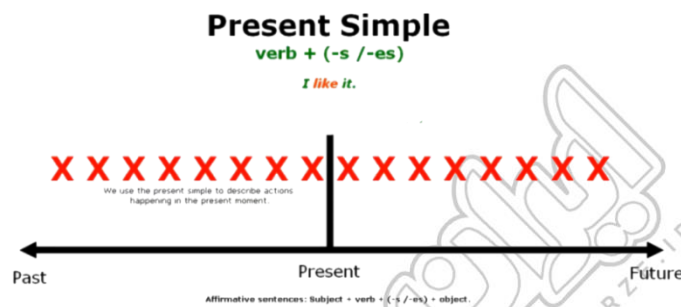 Present Simple
verb + (-s /-es)
I like it.
X X X X X X X X X X X X X X X X
We use the present simple to describe actions
happening in the present moment.
Past
Present
Future
Affirmative sentences: Subject + verb + (-s /-es) + object.